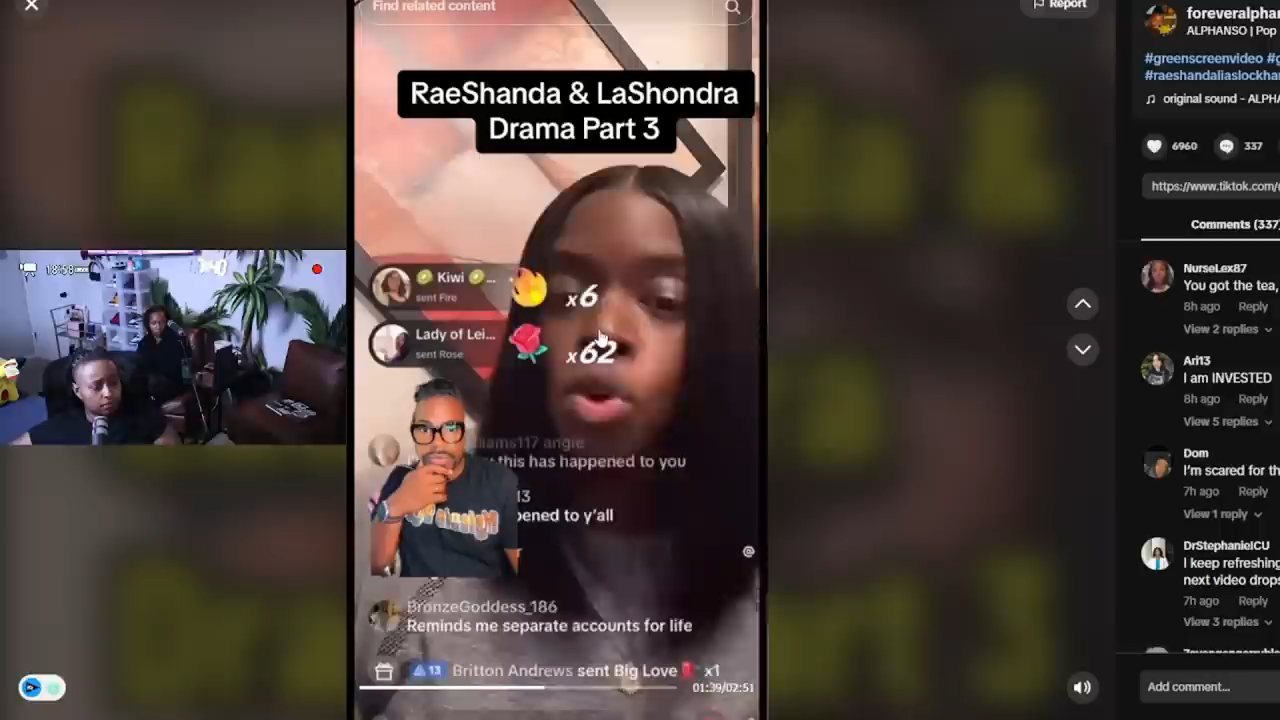 Find related content
Report
RaeShanda & LaShondra
Drama Part 3
18:58
Kiwi ...
sent Fire
x6
Lady of Lei...
sent Rose
x62
this has happened to you
pened to y'all
BronzeGoddess_186
Reminds me separate accounts for life
13 Britton Andrews sent Big Love x1
01:39/02:51
foreveralphan
ALPHANSO | Pop
#greenscreenvideo #g
#raeshandaliaslockhar
original sound - ALPHA
6960
337
https://www.tiktok.com/
Comments (337)
NurseLex87
You got the tea,
8h ago Reply
View 2 replies
Ari13
I am INVESTED
8h ago Reply
View 5 replies
Dom
I'm scared for th
7h ago Reply
View 1 reply
DrStephanieICU
I keep refreshing
next video drops
7h ago Reply
View 3 replies
Add comment...